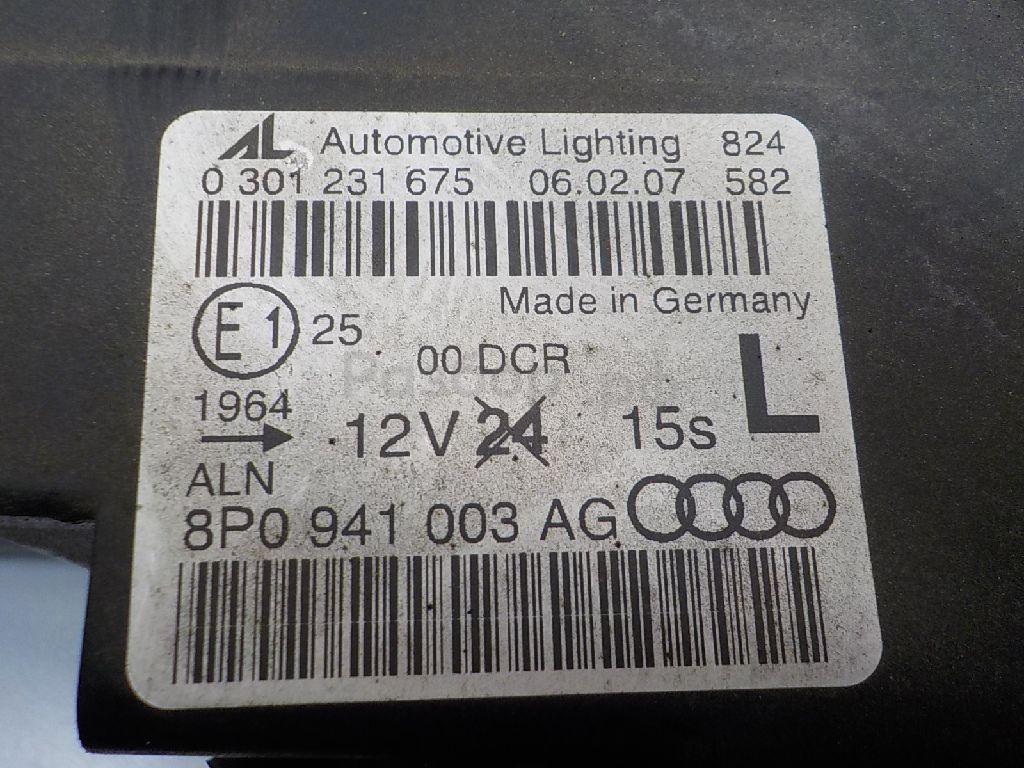 AL Automotive Lighting 824
0 301 231 675 06.02.07 582
Made in Germany
E1 25
00 DCR
L
1964
12V 24 15s
ALN
8P0 941 003 AG